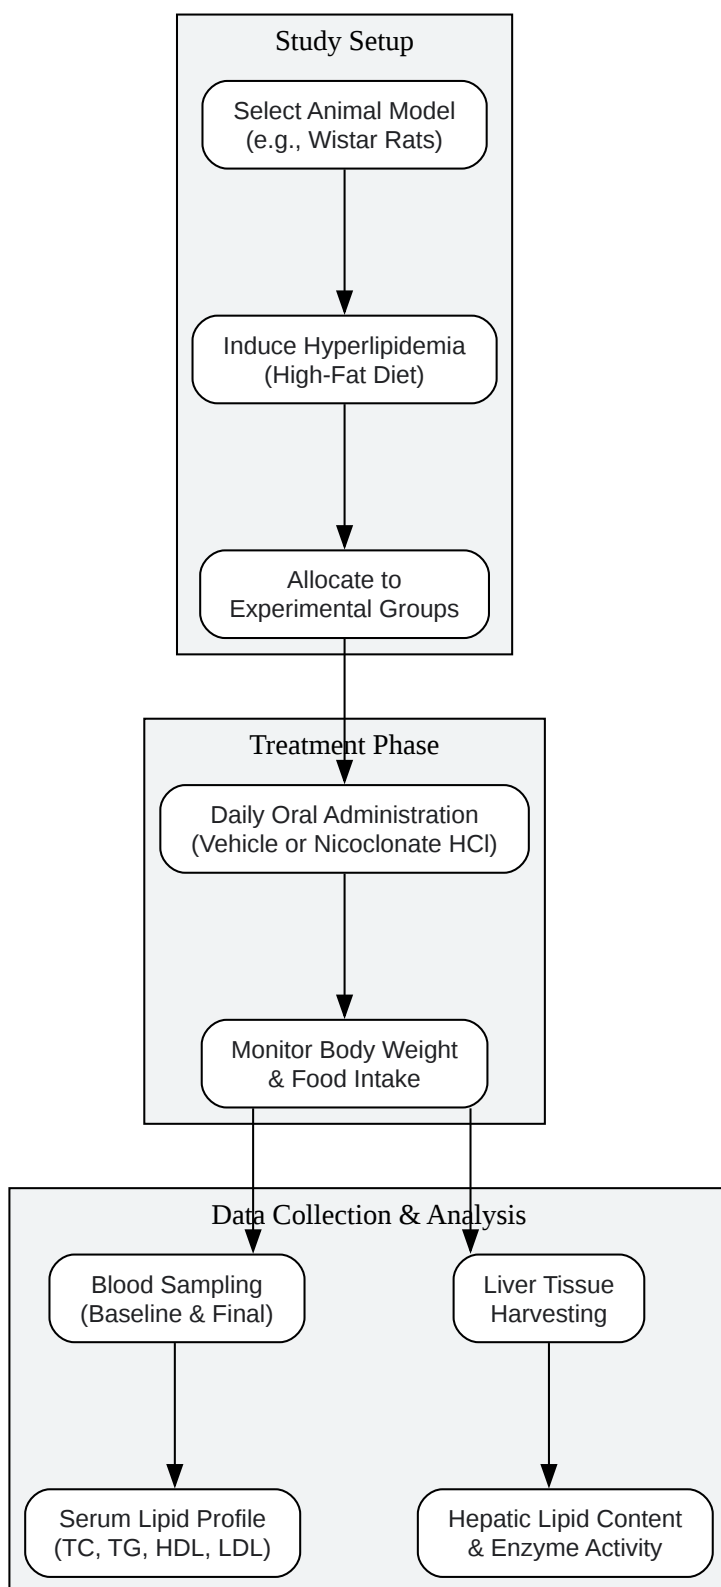 Study Setup
Select Animal Model
(e.g., Wistar Rats)
Induce Hyperlipidemia
(High-Fat Diet)
Allocate to
Experimental Groups
Treatment Phase
Daily Oral Administration
(Vehicle or Nicoclonate HCl)
Monitor Body Weight
& Food Intake
Data Collection & Analysis
Blood Sampling
(Baseline & Final)
Liver Tissue
Harvesting
Serum Lipid Profile
(TC, TG, HDL, LDL)
Hepatic Lipid Content
& Enzyme Activity